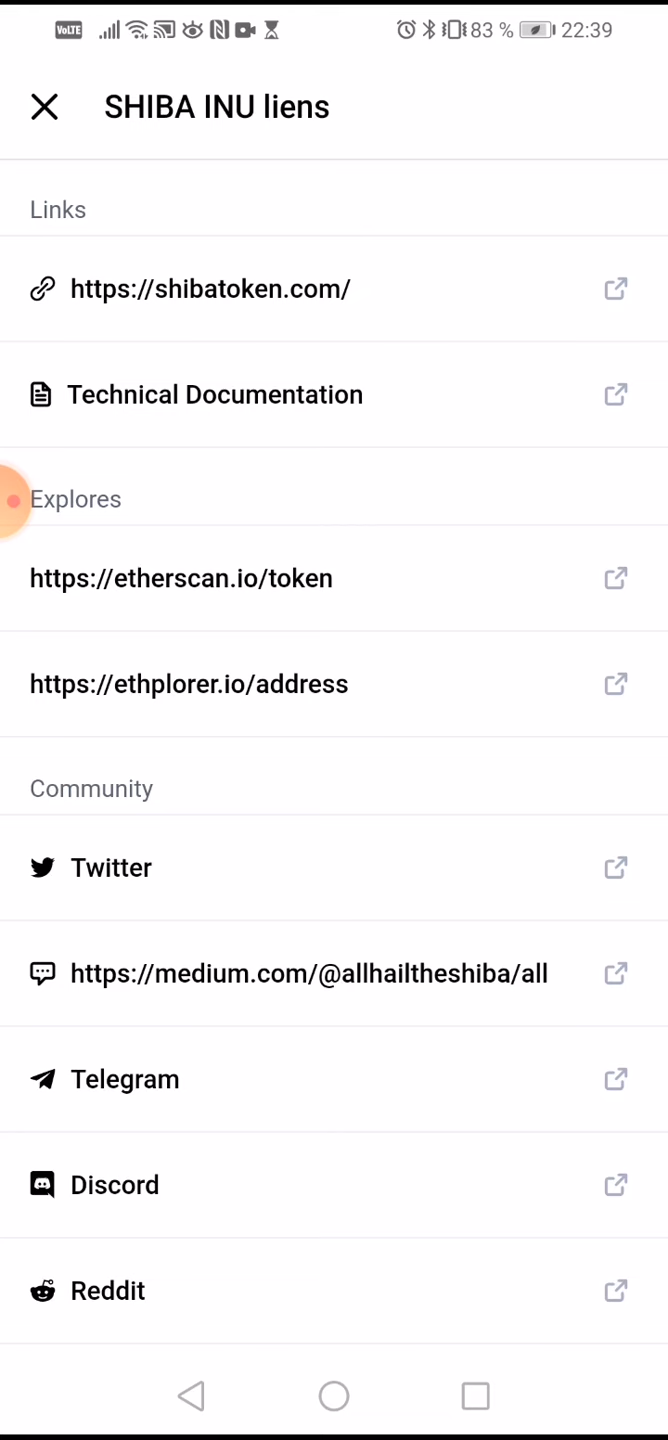 VoLTE 83 % 22:39
SHIBA INU liens
Links
https://shibatoken.com/
Technical Documentation
Explores
https://etherscan.io/token
https://ethplorer.io/address
Community
Twitter
https://medium.com/@allhailtheshiba/all
Telegram
Discord
Reddit